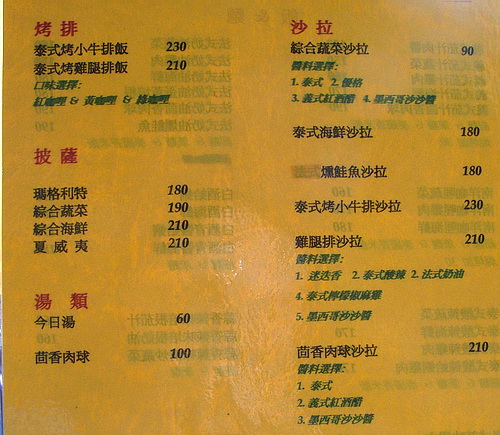 烤 排
泰式烤小牛排飯 230
泰式烤雞腿排飯 210
口味選擇:
紅咖哩 & 黃咖哩 & 綠咖哩
披 薩
瑪格利特 180
綜合蔬菜 190
綜合海鮮 210
夏 威 夷 210
湯 類
今日湯 60
茴香肉球 100
沙 拉
綜合蔬菜沙拉 90
醬料選擇:
1. 泰式 2. 優格
3. 義式紅酒醋 4. 墨西哥沙沙醬
泰式海鮮沙拉 180
燻鮭魚沙拉 180
泰式烤小牛排沙拉 230
雞腿排沙拉 210
醬料選擇:
1. 迷迭香 2. 泰式酸辣 2. 法式奶油
4. 泰式檸檬椒麻雞
5. 墨西哥沙沙醬
茴香肉球沙拉 210
醬料選擇:
1. 泰式
2. 義式紅酒醋
3. 墨西哥沙沙醬